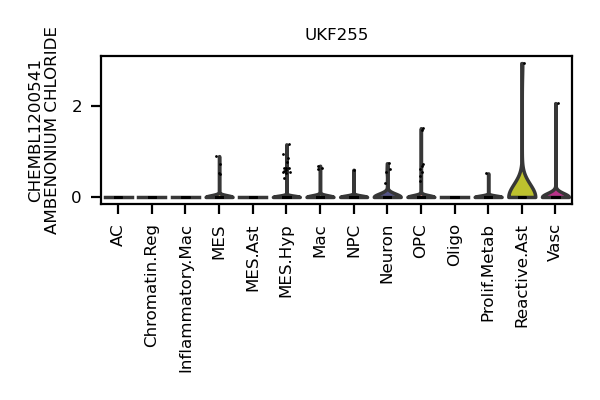 UKF255
CHEMBL1200541
AMBENONIUM CHLORIDE
2
0
AC
Chromatin.Reg
Inflammatory.Mac
MES
MES.Ast
MES.Hyp
Mac
NPC
Neuron
OPC
Oligo
Prolif.Metab
Reactive.Ast
Vasc